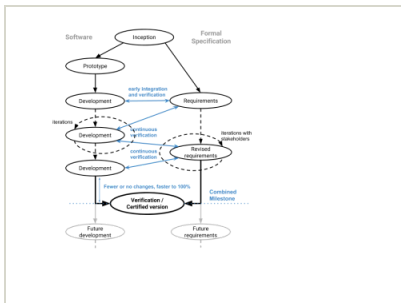 Software
Formal
Specification
Inception
Prototype
early integration
and verification
Development
Requirements
iterations
continuous
verification
Development
iterations with
stakeholders
Revised
requirements
continuous
verification
Development
Fewer or no changes, faster to 100%
Combined
Milestone
Verification /
Certified version
Future
development
Future
requirements